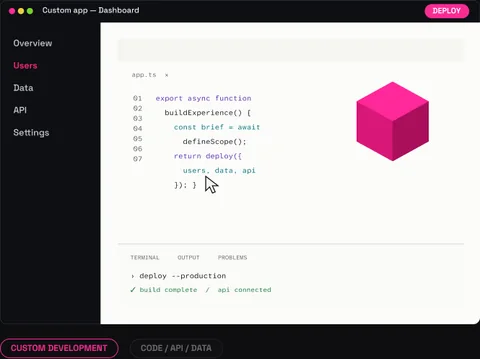 Custom app — Dashboard
DEPLOY
Overview
Users
Data
API
Settings
app.ts ×
01 export async function
02 buildExperience() {
03 const brief = await
04 defineScope();
05 return deploy({
06 users, data, api
07 }); }
TERMINAL OUTPUT PROBLEMS
› deploy --production
✓ build complete / api connected
CUSTOM DEVELOPMENT
CODE / API / DATA